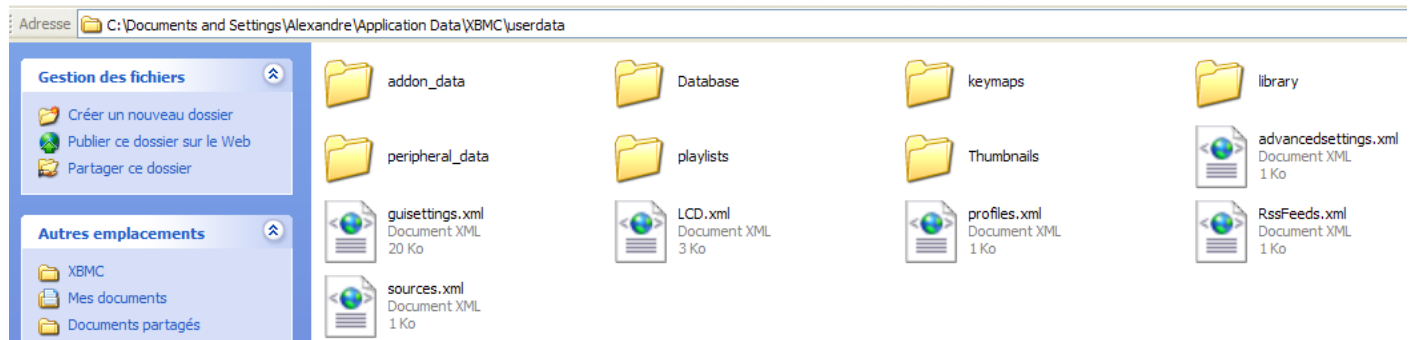 Adresse C:\Documents and Settings\Alexandre\Application Data\XBMC\userdata
Gestion des fichiers
Créer un nouveau dossier
Publier ce dossier sur le Web
Partager ce dossier
Autres emplacements
XBMC
Mes documents
Documents partagés
addon_data
Database
keymaps
library
peripheral_data
playlists
Thumbnails
advancedsettings.xml
Document XML
1 Ko
guisettings.xml
Document XML
20 Ko
LCD.xml
Document XML
3 Ko
profiles.xml
Document XML
1 Ko
RssFeeds.xml
Document XML
1 Ko
sources.xml
Document XML
1 Ko